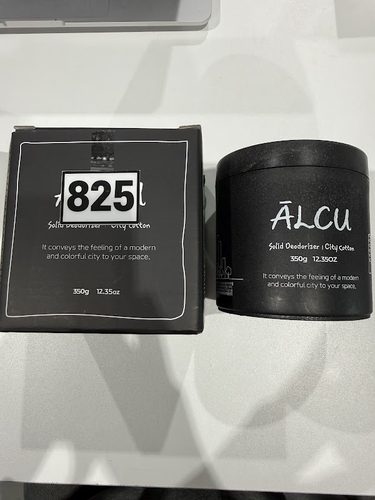 825
Solid Deodorizer | City Cotton
It conveys the feeling of a modern
and colorful city to your space.
350g 12.35oz
ĀLCU
Solid Deodorizer | City Cotton
350g 12.35OZ
It conveys the feeling of a modern
and colorful city to your space.